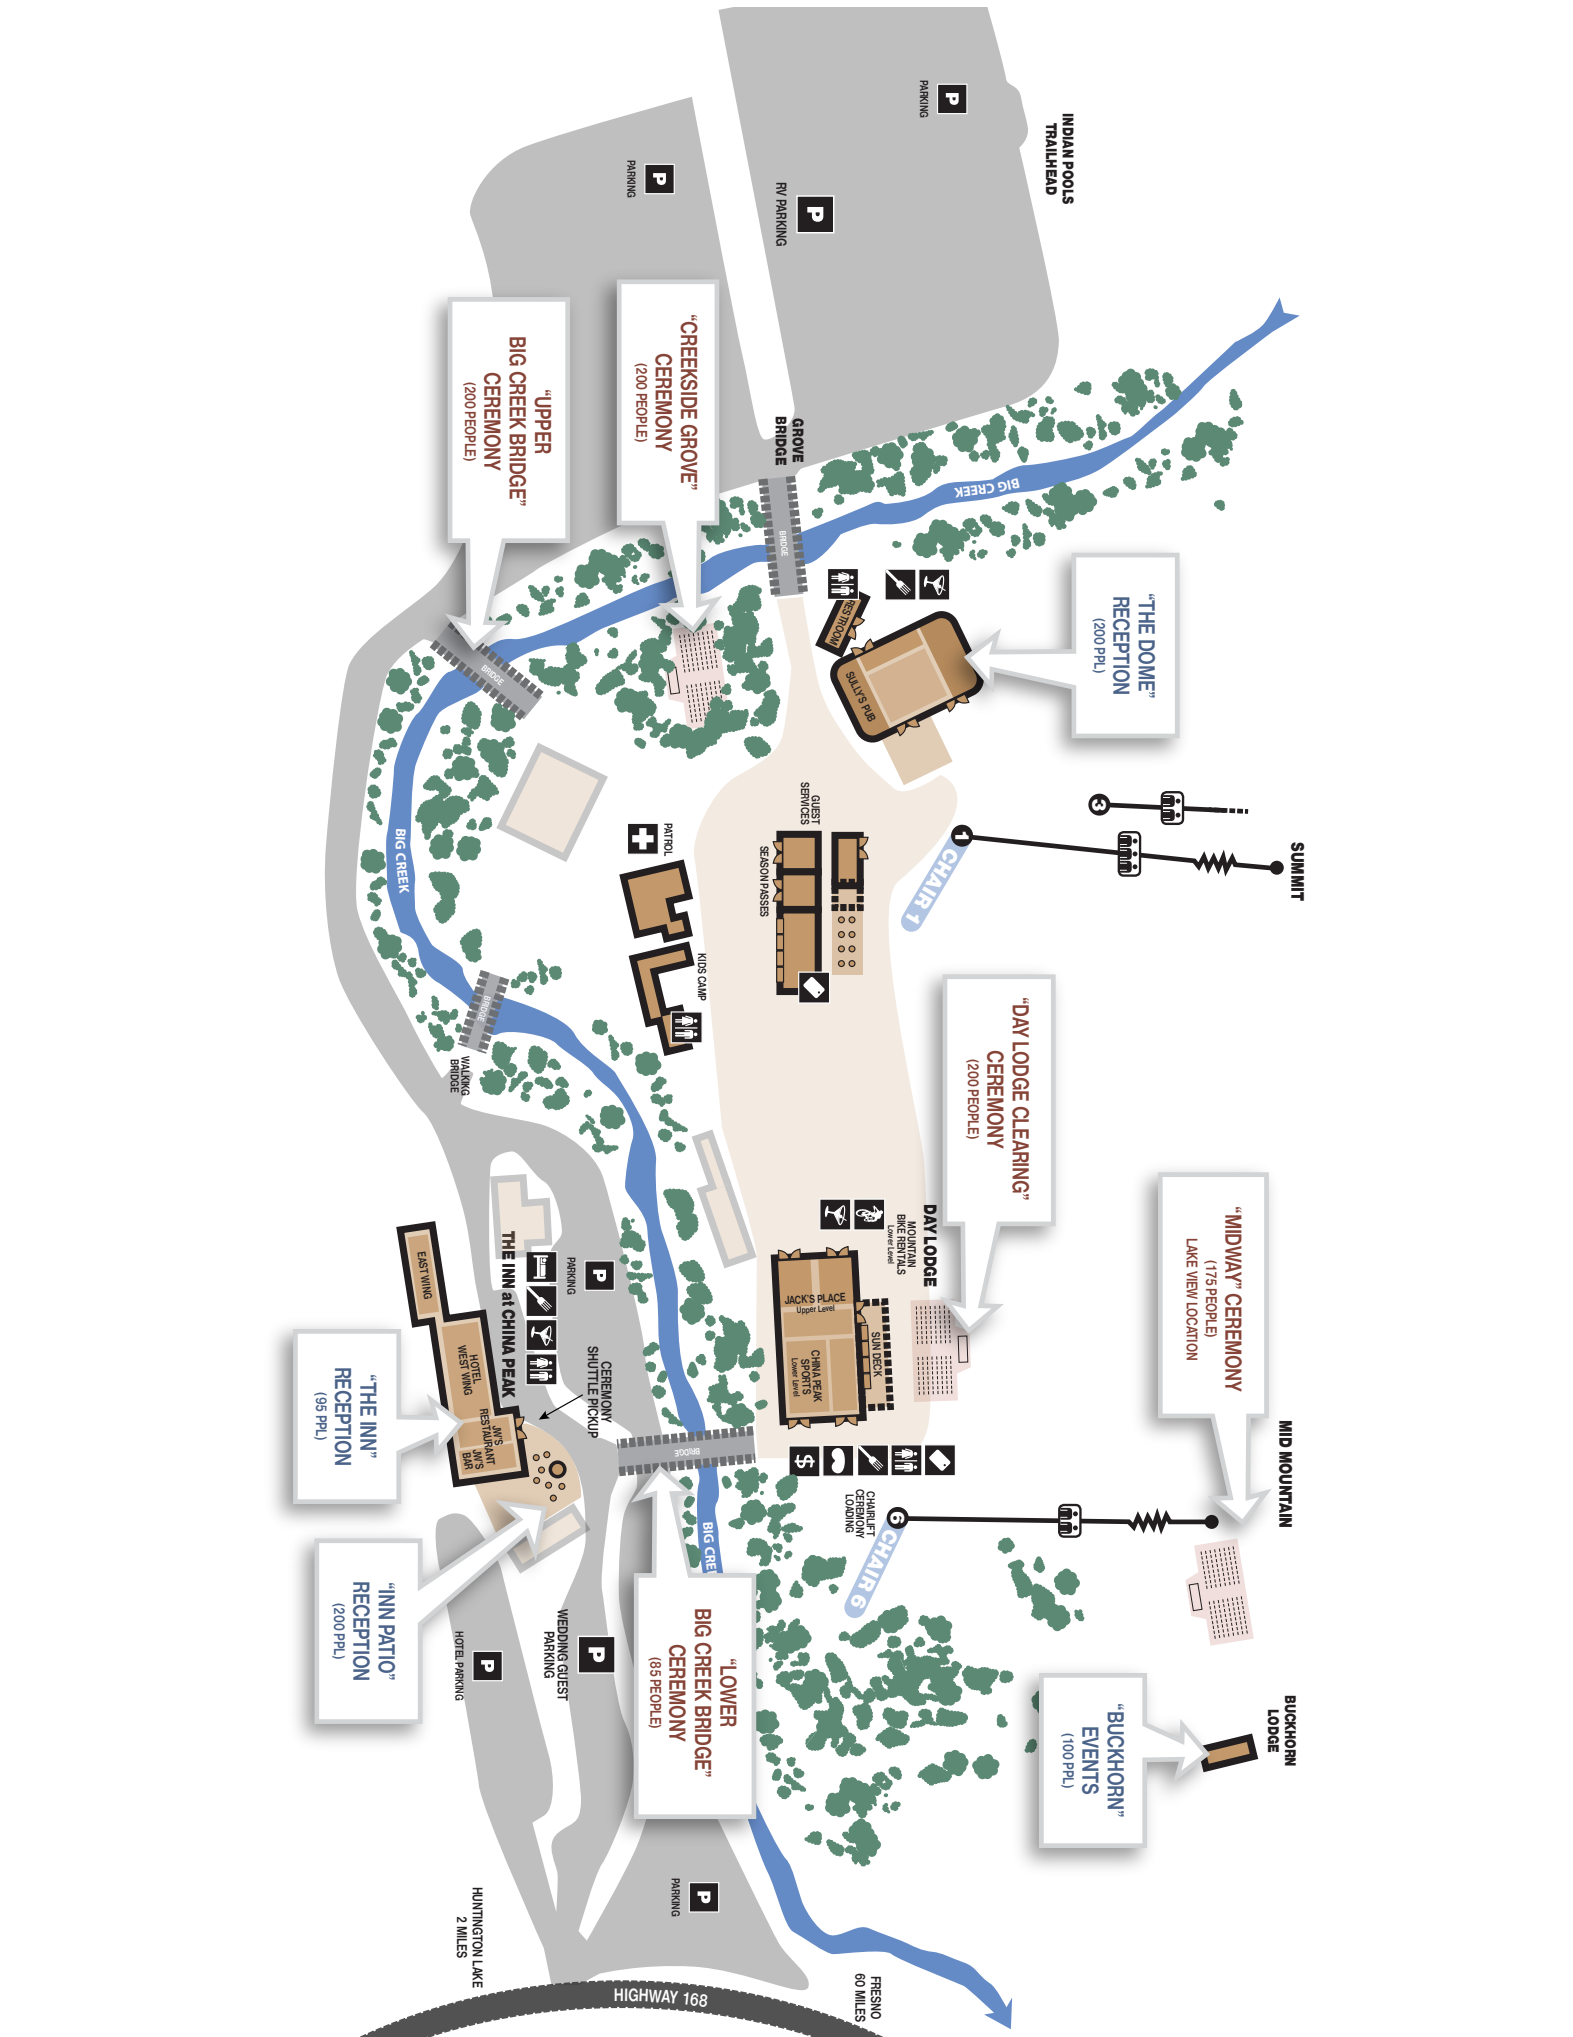 INDIAN POOLS
TRAILHEAD
P
PARKING
P
RV PARKING
P
PARKING
"UPPER
BIG CREEK BRIDGE"
CEREMONY
(200 PEOPLE)
"CREEKSIDE GROVE"
CEREMONY
(200 PEOPLE)
GROVE
BRIDGE
BRIDGE
BIG CREEK
"THE DOME"
RECEPTION
(200 PPL)
RESTROOM
SULLY'S PUB
BRIDGE
BIG CREEK
GUEST
SERVICES
SEASON PASSES
PATROL
KIDS CAMP
3
1
CHAIR 1
SUMMIT
BRIDGE
WALKIKG
BRIDGE
"DAY LODGE CLEARING"
CEREMONY
(200 PEOPLE)
"MIDWAY" CEREMONY
(175 PEOPLE)
LAKE VIEW LOCATION
DAY LODGE
MOUNTAIN
BIKE RENTALS
Lower Level
JACK'S PLACE
Upper Level
SUN DECK
CHINA PEAK
SPORTS
Lower Level
$
THE INN at CHINA PEAK
P
PARKING
EAST WING
HOTEL
WEST WING
JW'S
RESTAURANT
JW'S
BAR
CEREMONY
SHUTTLE PICKUP
BRIDGE
BIG CREE
"THE INN"
RECEPTION
(95 PPL)
"INN PATIO"
RECEPTION
(200 PPL)
CHAIRLIFT
CEREMONY
LOADING
6
CHAIR 6
MID MOUNTAIN
"LOWER
BIG CREEK BRIDGE"
CEREMONY
(85 PEOPLE)
P
WEDDING GUEST
PARKING
P
HOTEL PARKING
"BUCKHORN"
EVENTS
(100 PPL)
BUCKHORN
LODGE
P
PARKING
HUNTINGTON LAKE
2 MILES
HIGHWAY 168
FRESNO
60 MILES